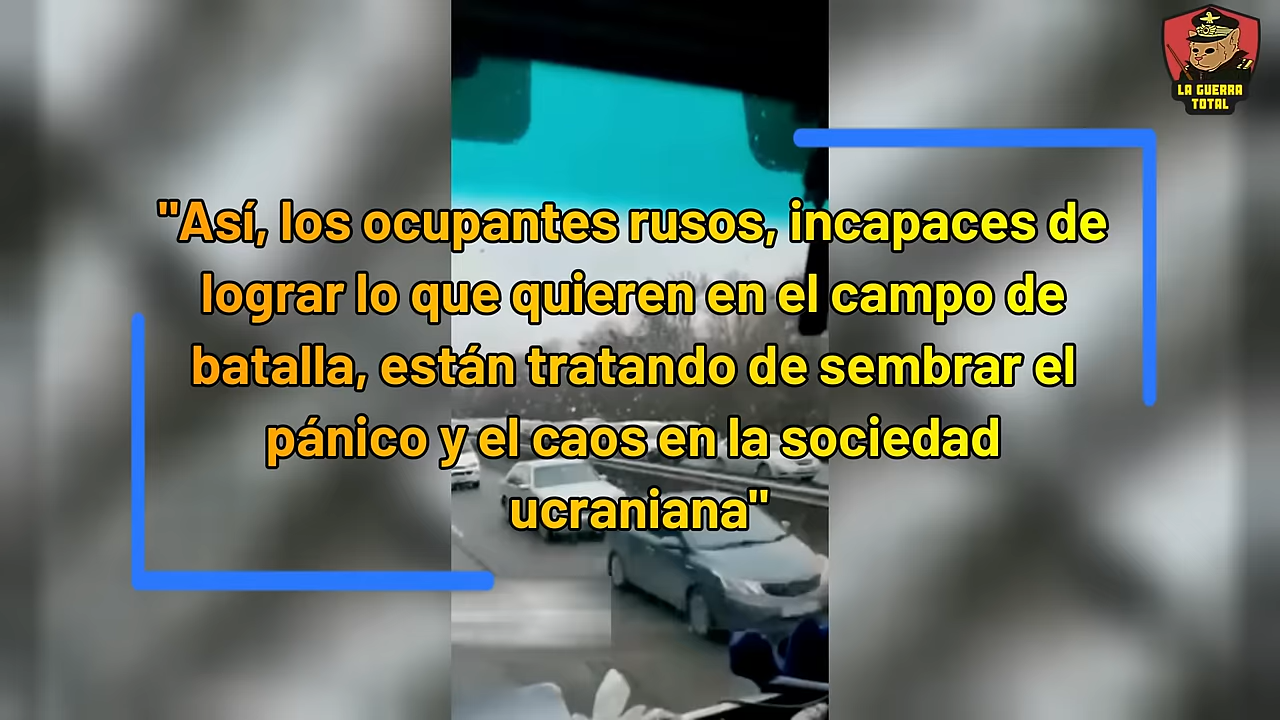 LA GUERRA
TOTAL
"Así, los ocupantes rusos, incapaces de
lograr lo que quieren en el campo de
batalla, están tratando de sembrar el
pánico y el caos en la sociedad
ucraniana"